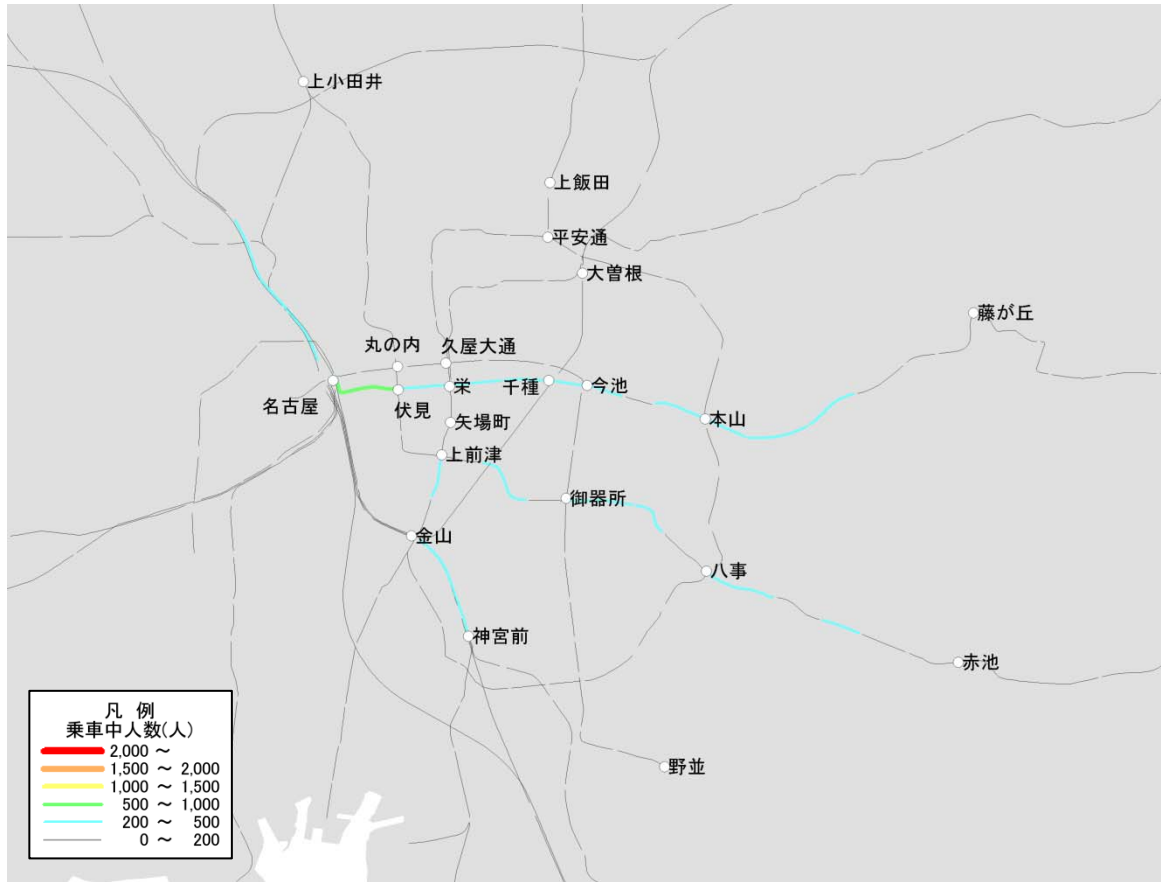 上小田井
上飯田
平安通
大曽根
藤が丘
丸の内
久屋大通
名古屋
伏見
栄
千種
今池
本山
矢場町
上前津
御器所
金山
八事
神宮前
赤池
野並
凡 例
乗車中人数(人)
2,000 ～
1,500 ～ 2,000
1,000 ～ 1,500
500 ～ 1,000
200 ～ 500
0 ～ 200